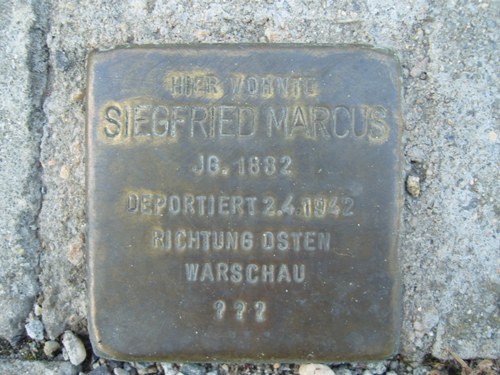 HIER WOHNTE
SIEGFRIED MARCUS
JG. 1882
DEPORTIERT 2.4.1942
RICHTUNG OSTEN
WARSCHAU
? ? ?